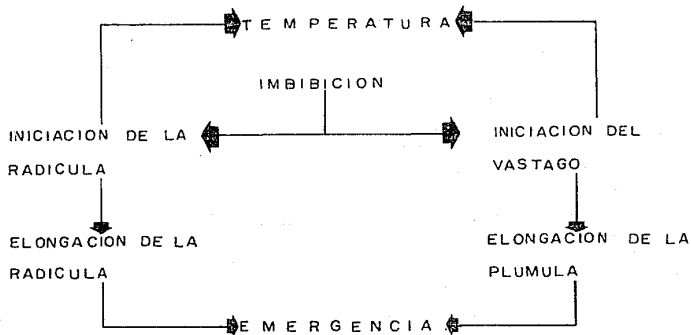 TEMPERATURA
IMBIBICION
INICIACION DE LA
RADICULA
INICIACION DEL
VASTAGO
ELONGACION DE LA
RADICULA
ELONGACION DE LA
PLUMULA
EMERGENCIA